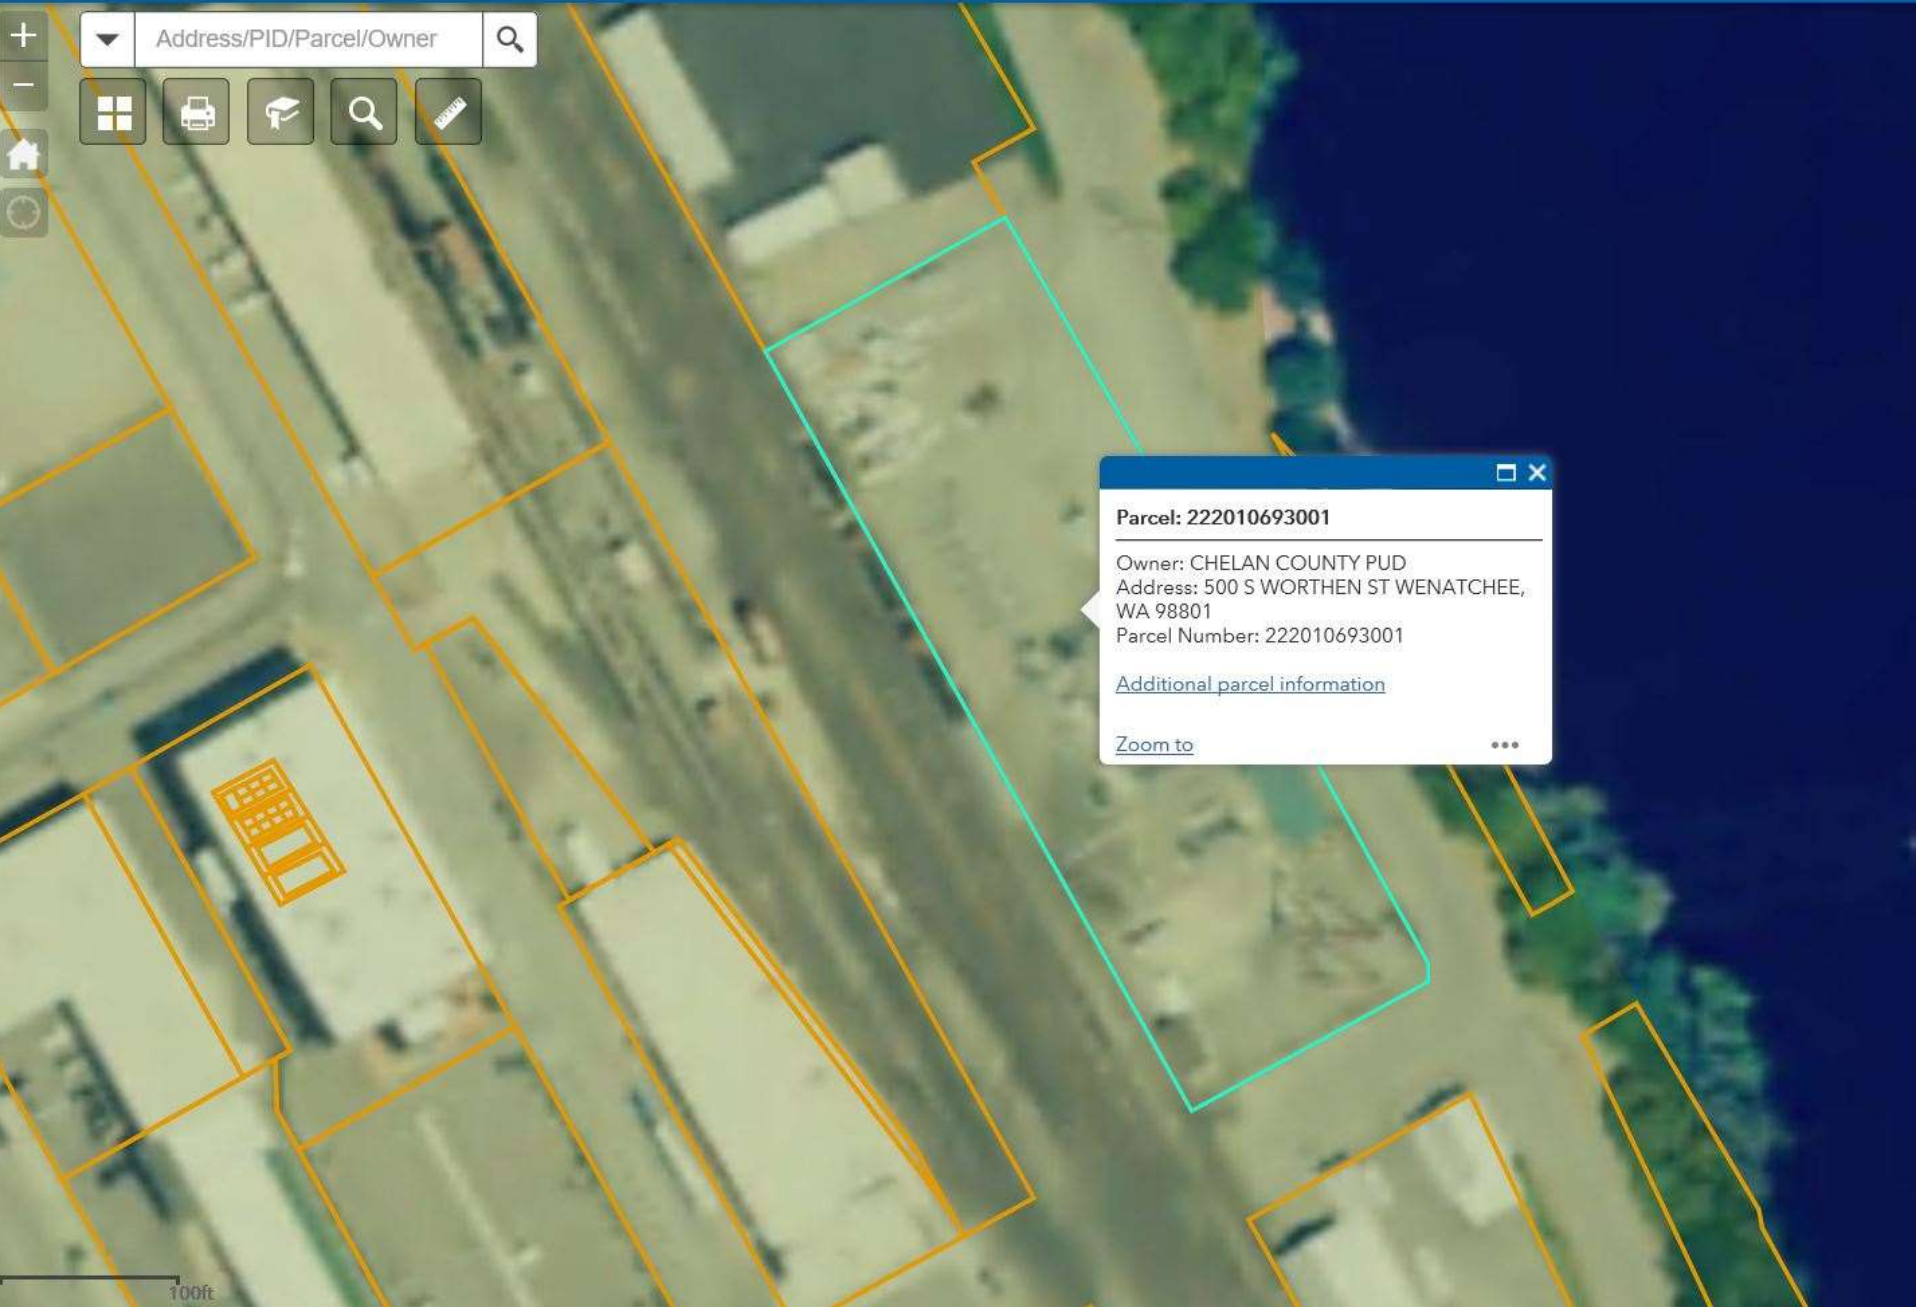 +
Address/PID/Parcel/Owner
−
Parcel: 222010693001
Owner: CHELAN COUNTY PUD
Address: 500 S WORTHEN ST WENATCHEE,
WA 98801
Parcel Number: 222010693001
Additional parcel information
Zoom to
100ft